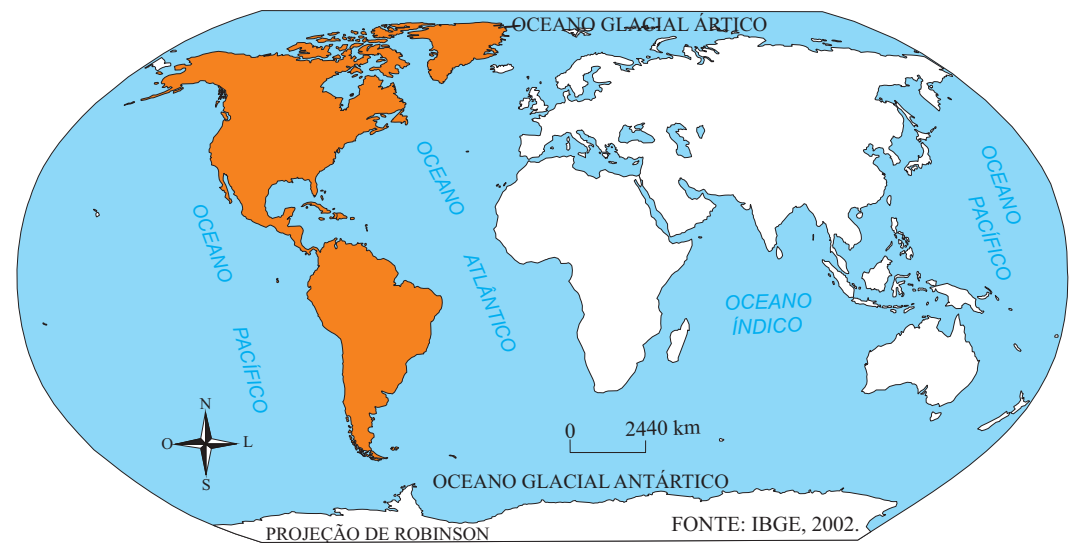 OCEANO GLACIAL ÁRTICO
OCEANO
ATLÂNTICO
OCEANO
PACÍFICO
OCEANO
PACÍFICO
OCEANO
ÍNDICO
N
O
L
S
0 2440 km
OCEANO GLACIAL ANTÁRTICO
PROJEÇÃO DE ROBINSON
FONTE: IBGE, 2002.